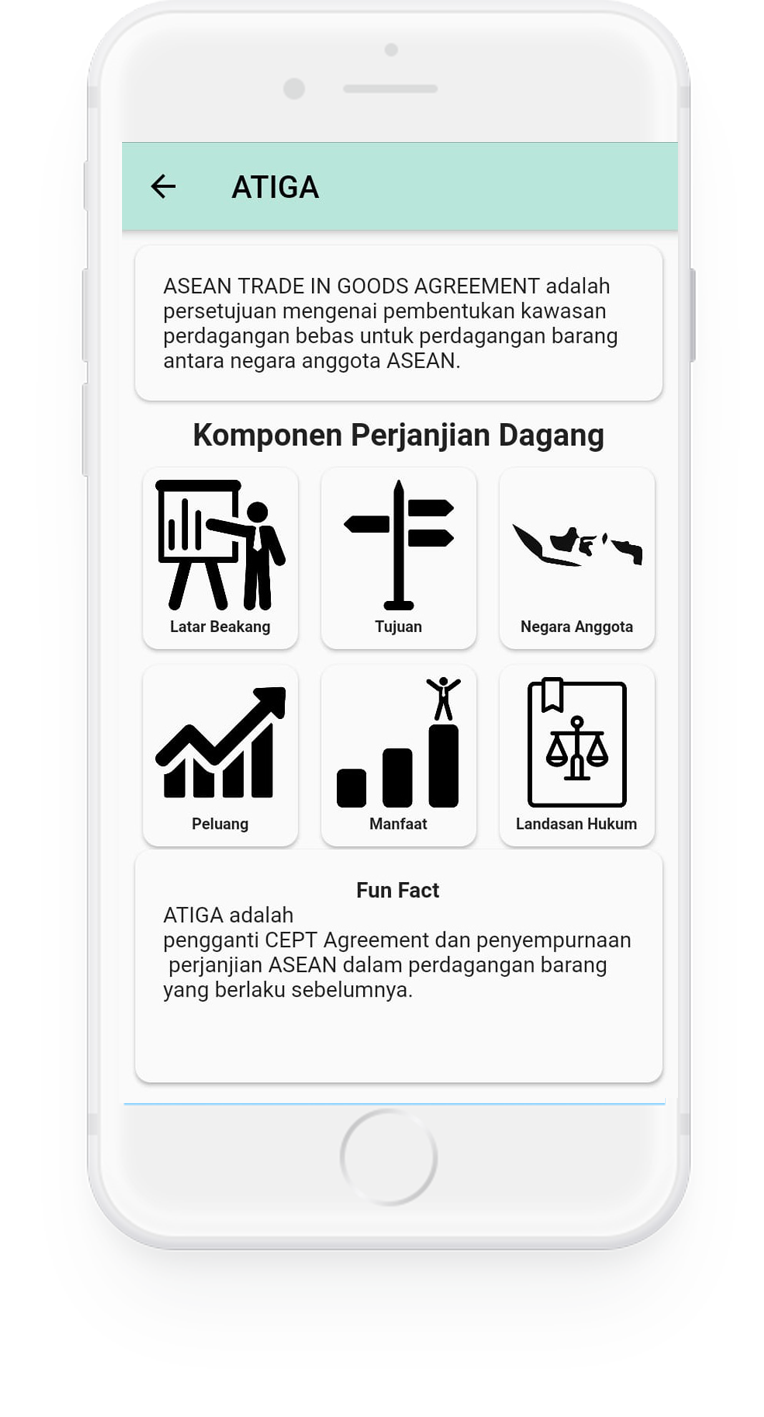 ATIGA
ASEAN TRADE IN GOODS AGREEMENT adalah
persetujuan mengenai pembentukan kawasan
perdagangan bebas untuk perdagangan barang
antara negara anggota ASEAN.
Komponen Perjanjian Dagang
Latar Beakang
Tujuan
Negara Anggota
Peluang
Manfaat
Landasan Hukum
Fun Fact
ATIGA adalah
pengganti CEPT Agreement dan penyempurnaan
perjanjian ASEAN dalam perdagangan barang
yang berlaku sebelumnya.